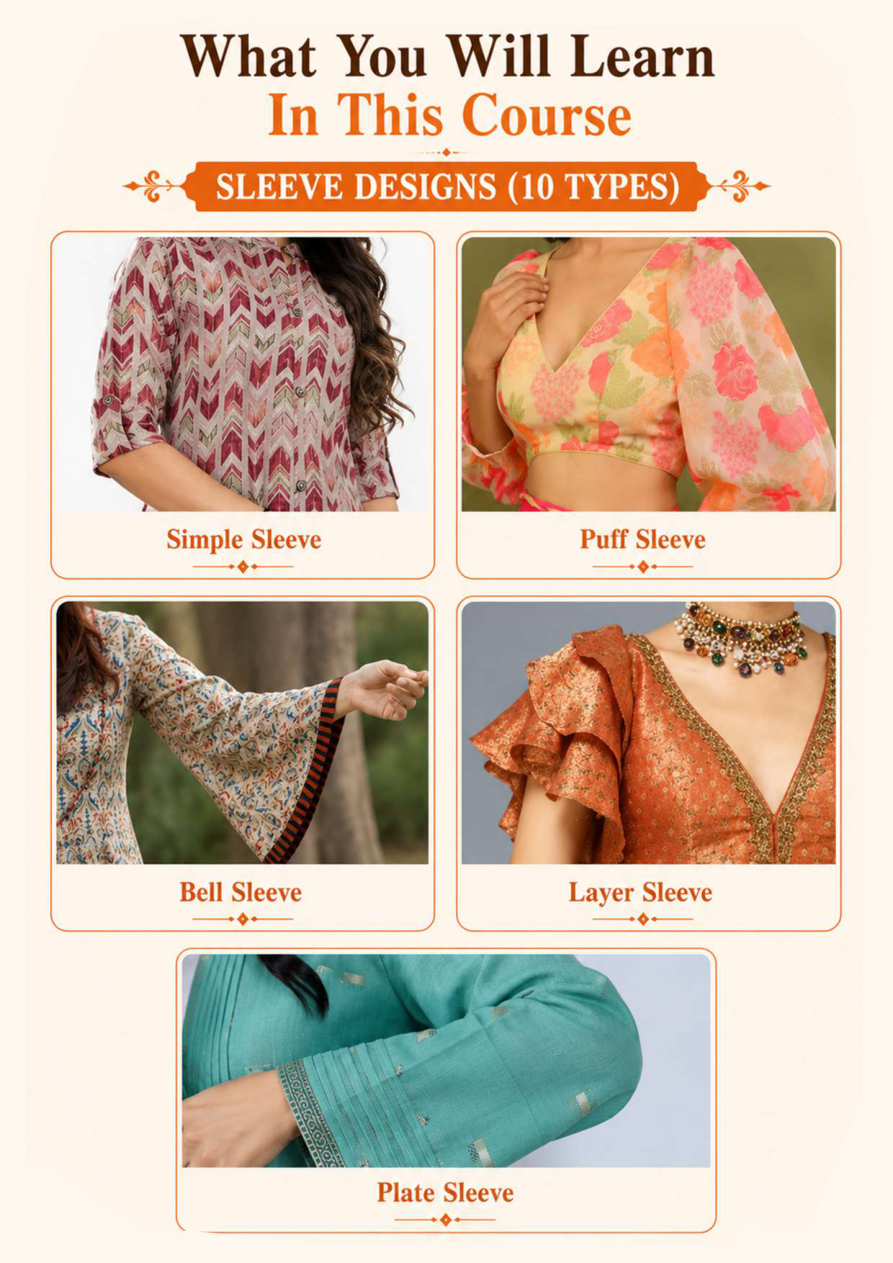 What You Will Learn
In This Course
SLEEVE DESIGNS (10 TYPES)
Simple Sleeve
Puff Sleeve
Bell Sleeve
Layer Sleeve
Plate Sleeve